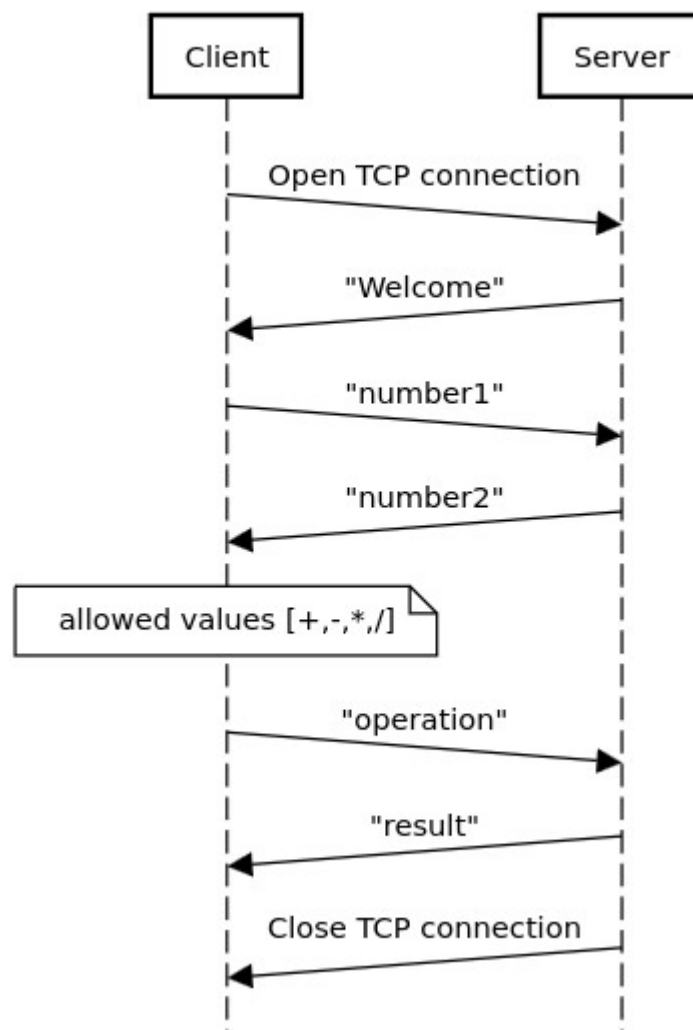 Client
Server
Open TCP connection
"Welcome"
"number1"
"number2"
allowed values [+,-,*,/]
"operation"
"result"
Close TCP connection